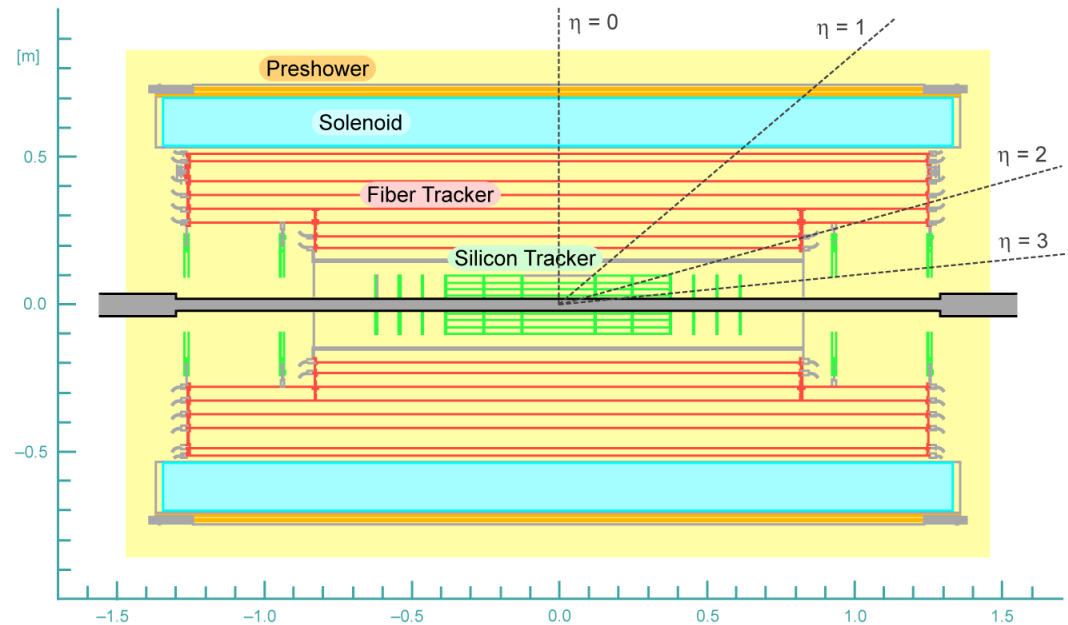 η = 0
η = 1
[m]
Preshower
Solenoid
0.5
η = 2
Fiber Tracker
η = 3
Silicon Tracker
0.0
–0.5
–1.5 –1.0 –0.5 0.0 0.5 1.0 1.5